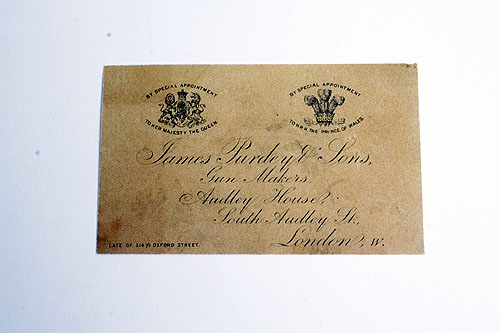 BY SPECIAL APPOINTMENT
TO HER MAJESTY THE QUEEN
BY SPECIAL APPOINTMENT
TO H.R.H. THE PRINCE OF WALES.
James Purdey & Sons,
Gun Makers,
Audley House,
South Audley St,
London, W.
LATE OF 314½ OXFORD STREET.